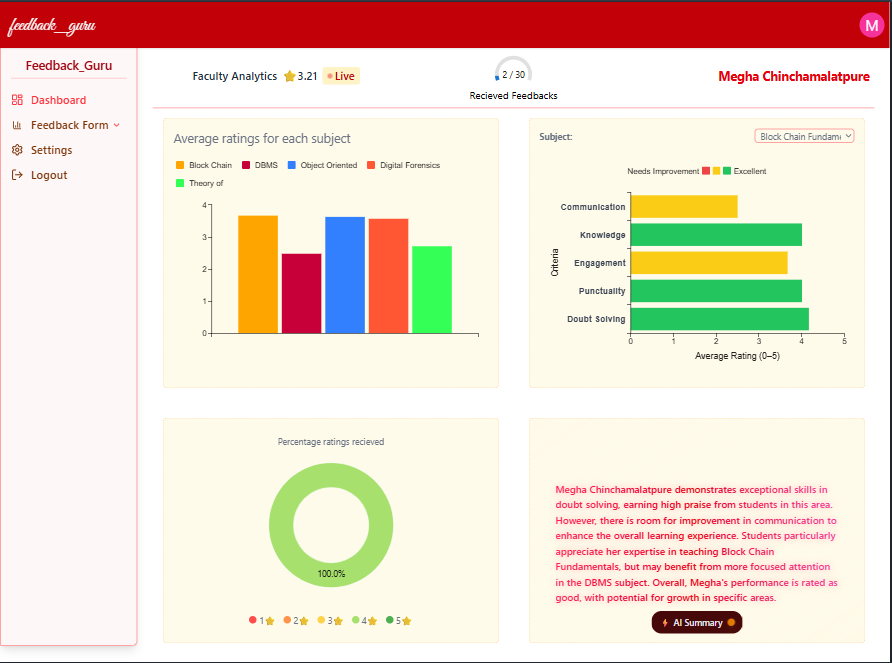 feedback__guru
M
Feedback_Guru
Dashboard
Feedback Form
Settings
Logout
Faculty Analytics 3.21 Live
2 / 30
Recieved Feedbacks
Megha Chinchamalatpure
Average ratings for each subject
Block Chain DBMS Object Oriented Digital Forensics
Theory of
4
3
2
1
0
Subject:
Block Chain Fundame
Needs Improvement Excellent
Criteria
Communication
Knowledge
Engagement
Punctuality
Doubt Solving
0 1 2 3 4 5
Average Rating (0–5)
Percentage ratings recieved
100.0%
1 2 3 4 5
Megha Chinchamalatpure demonstrates exceptional skills in
doubt solving, earning high praise from students in this area.
However, there is room for improvement in communication to
enhance the overall learning experience. Students particularly
appreciate her expertise in teaching Block Chain
Fundamentals, but may benefit from more focused attention
in the DBMS subject. Overall, Megha's performance is rated as
good, with potential for growth in specific areas.
AI Summary